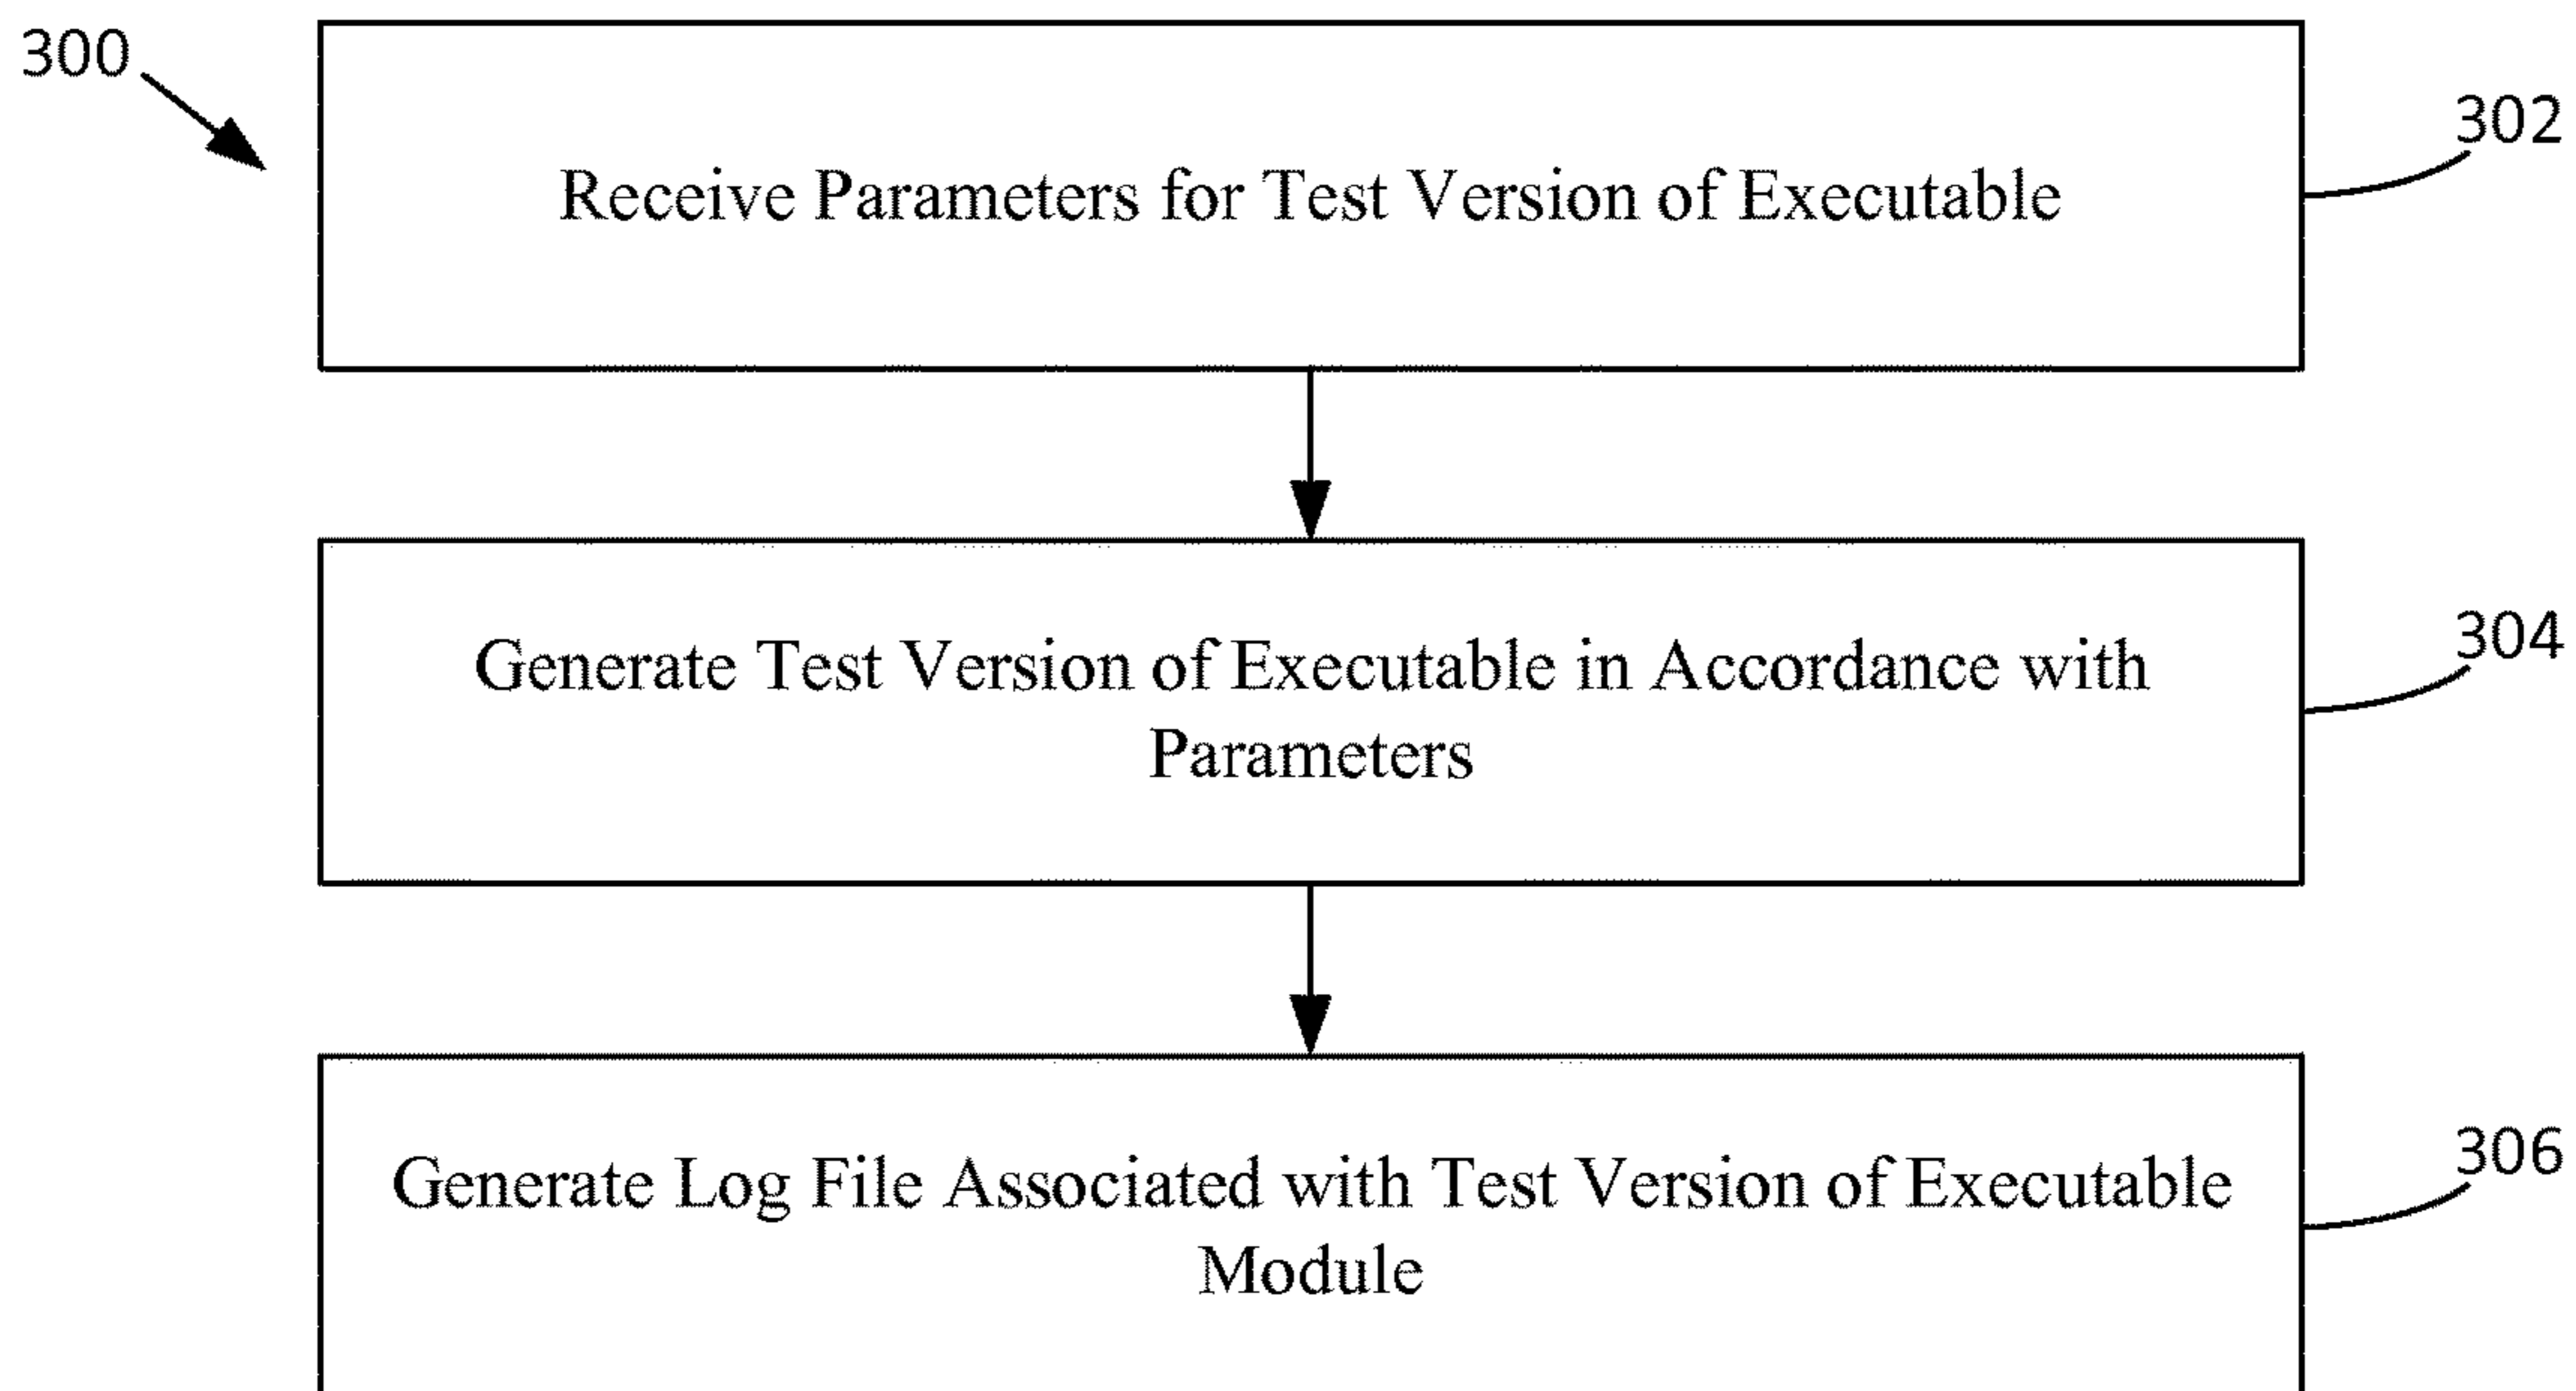 300
302
Receive Parameters for Test Version of Executable
304
Generate Test Version of Executable in Accordance with
Parameters
306
Generate Log File Associated with Test Version of Executable
Module